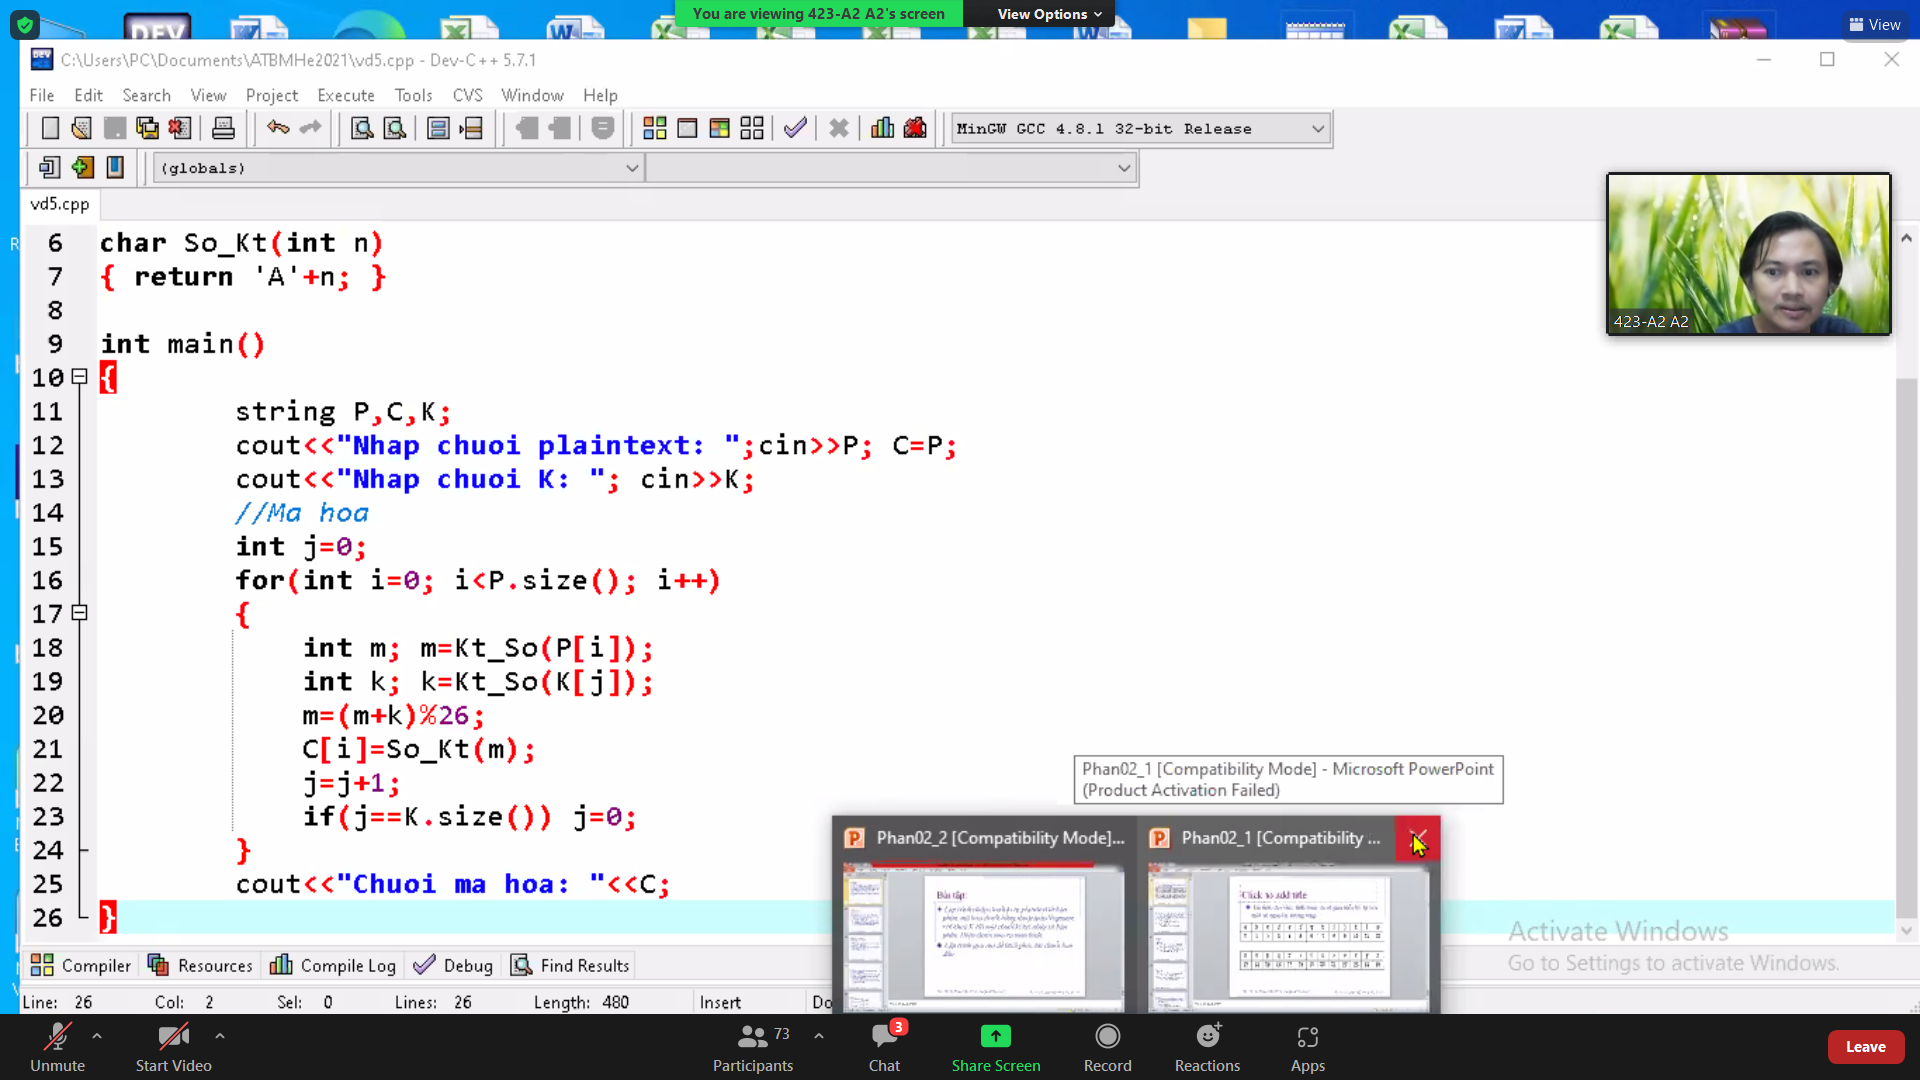 You are viewing 423-A2 A2's screen View Options
View
C:\Users\PC\Documents\ATBMHe2021\vd5.cpp - Dev-C++ 5.7.1
File Edit Search View Project Execute Tools CVS Window Help
MinGW GCC 4.8.1 32-bit Release
(globals)
vd5.cpp
6 char So_Kt(int n)
7 { return 'A'+n; }
8
9 int main()
10 {
11 string P,C,K;
12 cout<<"Nhap chuoi plaintext: ";cin>>P; C=P;
13 cout<<"Nhap chuoi K: "; cin>>K;
14 //Ma hoa
15 int j=0;
16 for(int i=0; i<P.size(); i++)
17 {
18 int m; m=Kt_So(P[i]);
19 int k; k=Kt_So(K[j]);
20 m=(m+k)%26;
21 C[i]=So_Kt(m);
22 j=j+1;
23 if(j==K.size()) j=0;
24 }
25 cout<<"Chuoi ma hoa: "<<C;
26 }
423-A2 A2
Phan02_1 [Compatibility Mode] - Microsoft PowerPoint
(Product Activation Failed)
Phan02_2 [Compatibility Mode]... Phan02_1 [Compatibility ...
Bài tập:
Click to add title
Activate Windows
Go to Settings to activate Windows.
Compiler Resources Compile Log Debug Find Results
Line: 26 Col: 2 Sel: 0 Lines: 26 Length: 480 Insert Do
Unmute Start Video Participants 73 Chat 3 Share Screen Record Reactions Apps Leave